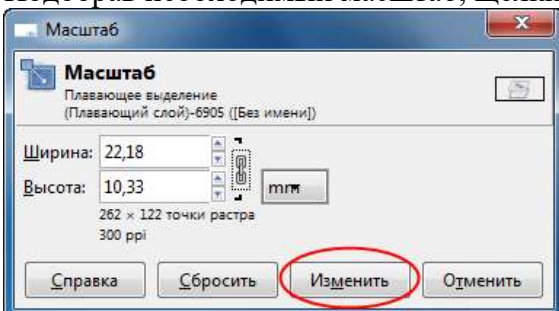 Масштаб
Масштаб
Плавающее выделение
(Плавающий слой)-6905 ([Без имени])
Ширина: 22,18
Высота: 10,33 mm
262 × 122 точки растра
300 ppi
Справка Сбросить Изменить Отменить